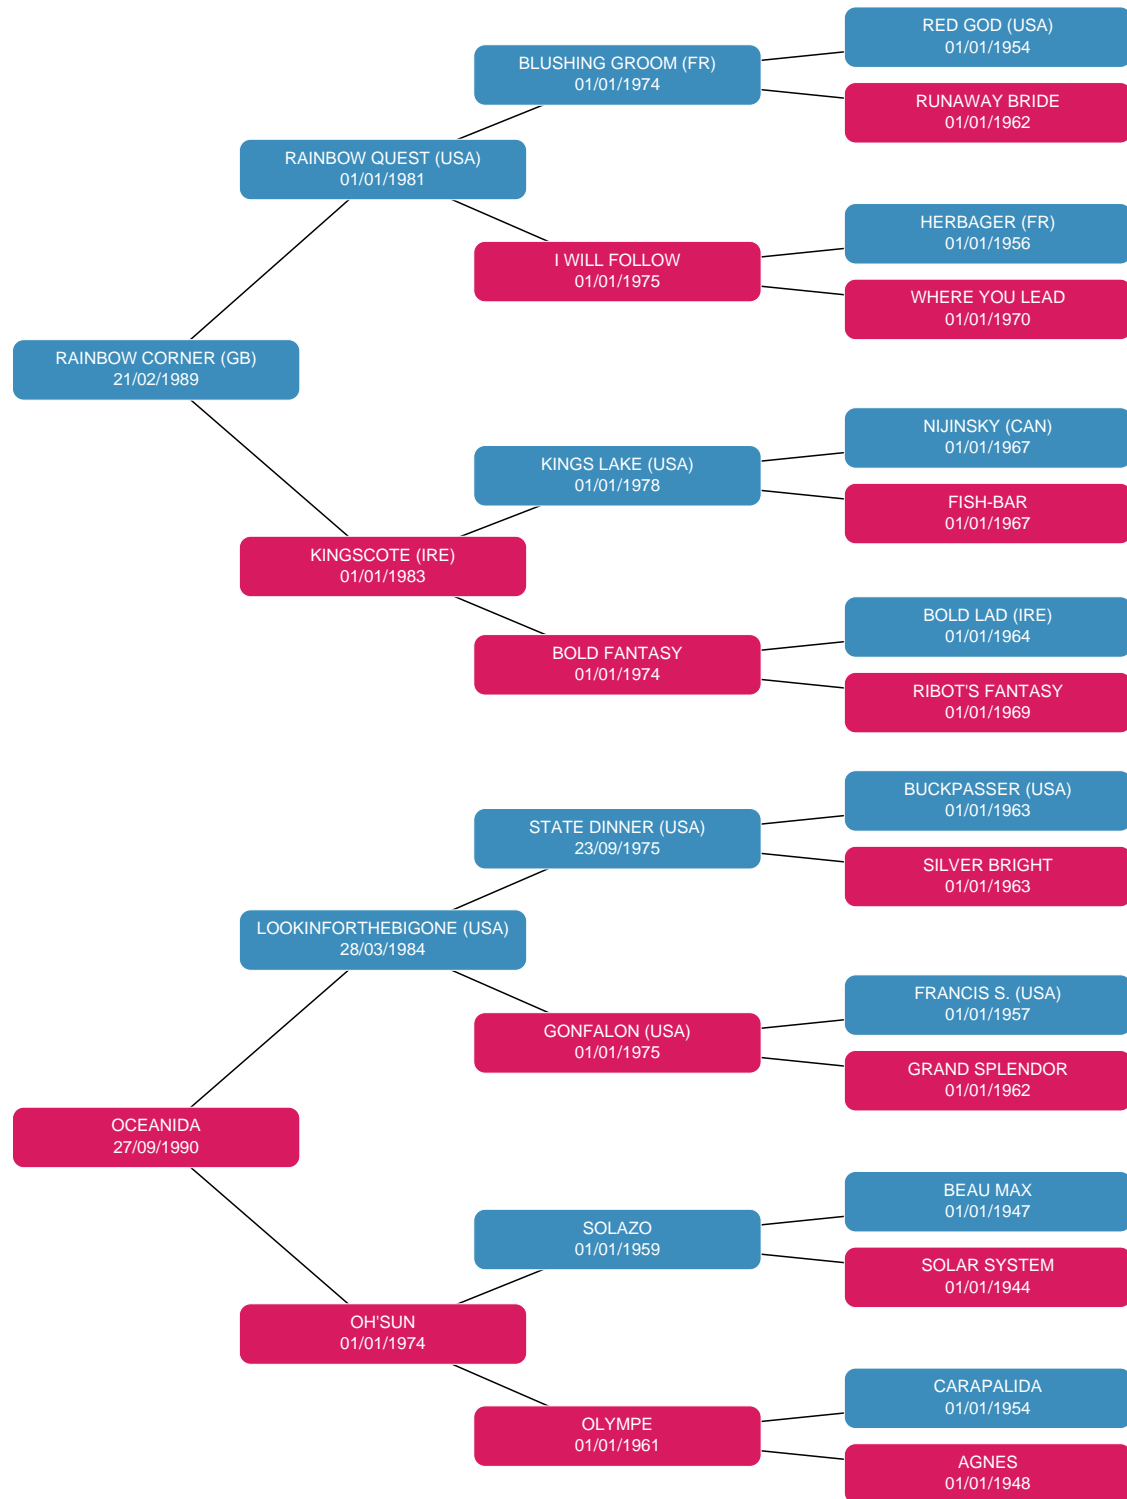 RED GOD (USA)
01/01/1954
BLUSHING GROOM (FR)
01/01/1974
RUNAWAY BRIDE
01/01/1962
RAINBOW QUEST (USA)
01/01/1981
HERBAGER (FR)
01/01/1956
I WILL FOLLOW
01/01/1975
WHERE YOU LEAD
01/01/1970
RAINBOW CORNER (GB)
21/02/1989
NIJINSKY (CAN)
01/01/1967
KINGS LAKE (USA)
01/01/1978
FISH-BAR
01/01/1967
KINGSCOTE (IRE)
01/01/1983
BOLD LAD (IRE)
01/01/1964
BOLD FANTASY
01/01/1974
RIBOT'S FANTASY
01/01/1969
BUCKPASSER (USA)
01/01/1963
STATE DINNER (USA)
23/09/1975
SILVER BRIGHT
01/01/1963
LOOKINFORTHEBIGONE (USA)
28/03/1984
FRANCIS S. (USA)
01/01/1957
GONFALON (USA)
01/01/1975
GRAND SPLENDOR
01/01/1962
OCEANIDA
27/09/1990
BEAU MAX
01/01/1947
SOLAZO
01/01/1959
SOLAR SYSTEM
01/01/1944
OH'SUN
01/01/1974
CARAPALIDA
01/01/1954
OLYMPE
01/01/1961
AGNES
01/01/1948